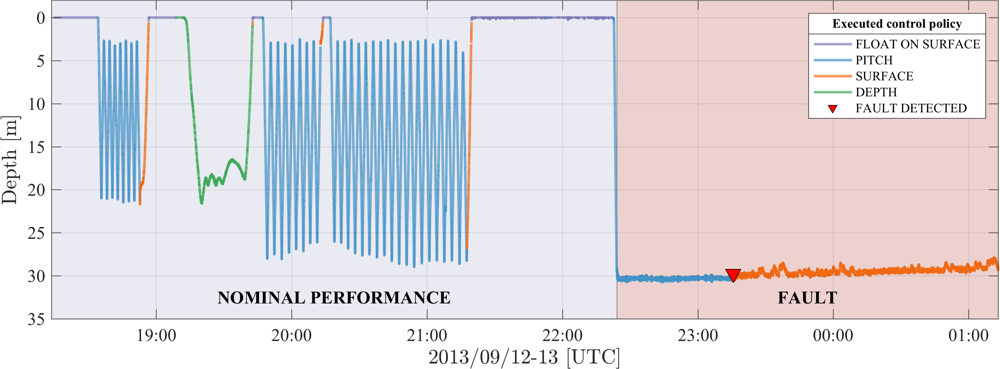 Depth [m]
0
5
10
15
20
25
30
35
Executed control policy
FLOAT ON SURFACE
PITCH
SURFACE
DEPTH
FAULT DETECTED
NOMINAL PERFORMANCE
FAULT
19:00 20:00 21:00 22:00 23:00 00:00 01:00
2013/09/12-13 [UTC]